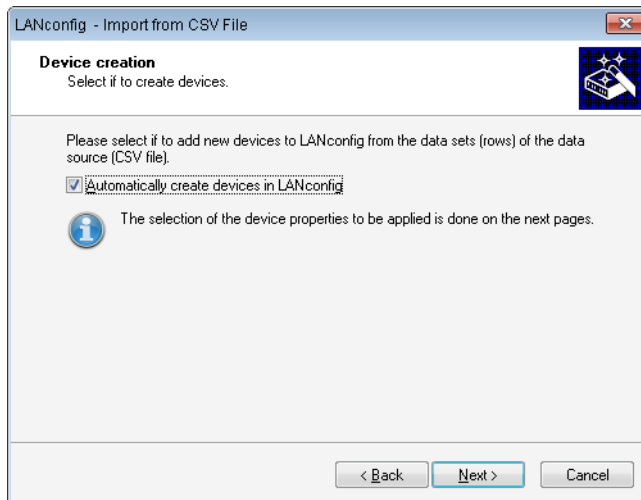 LANconfig - Import from CSV File
Device creation
Select if to create devices.
Please select if to add new devices to LANconfig from the data sets (rows) of the data
source (CSV file).
Automatically create devices in LANconfig
The selection of the device properties to be applied is done on the next pages.
< Back
Next >
Cancel